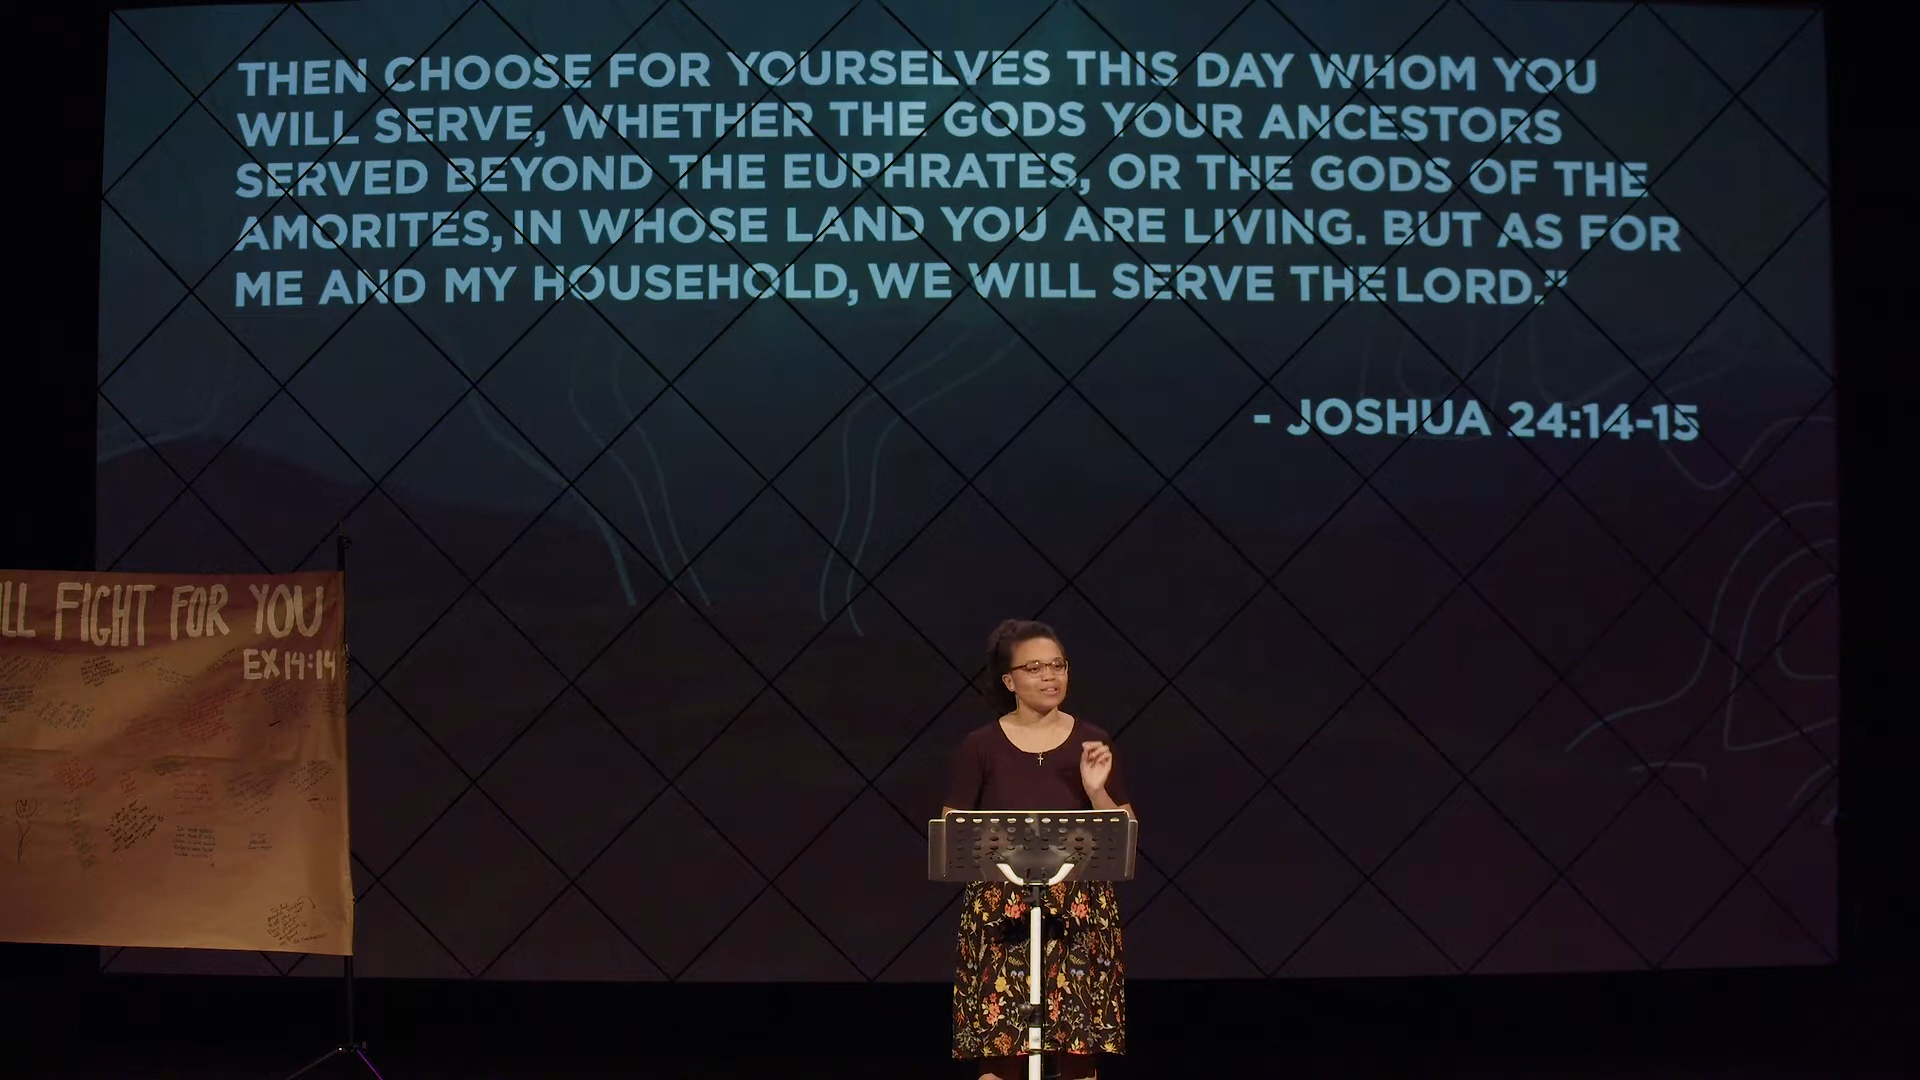 THEN CHOOSE FOR YOURSELVES THIS DAY WHOM YOU
WILL SERVE, WHETHER THE GODS YOUR ANCESTORS
SERVED BEYOND THE EUPHRATES, OR THE GODS OF THE
AMORITES, IN WHOSE LAND YOU ARE LIVING. BUT AS FOR
ME AND MY HOUSEHOLD, WE WILL SERVE THE LORD.”
- JOSHUA 24:14-15
LL FIGHT FOR YOU
EX 14:14